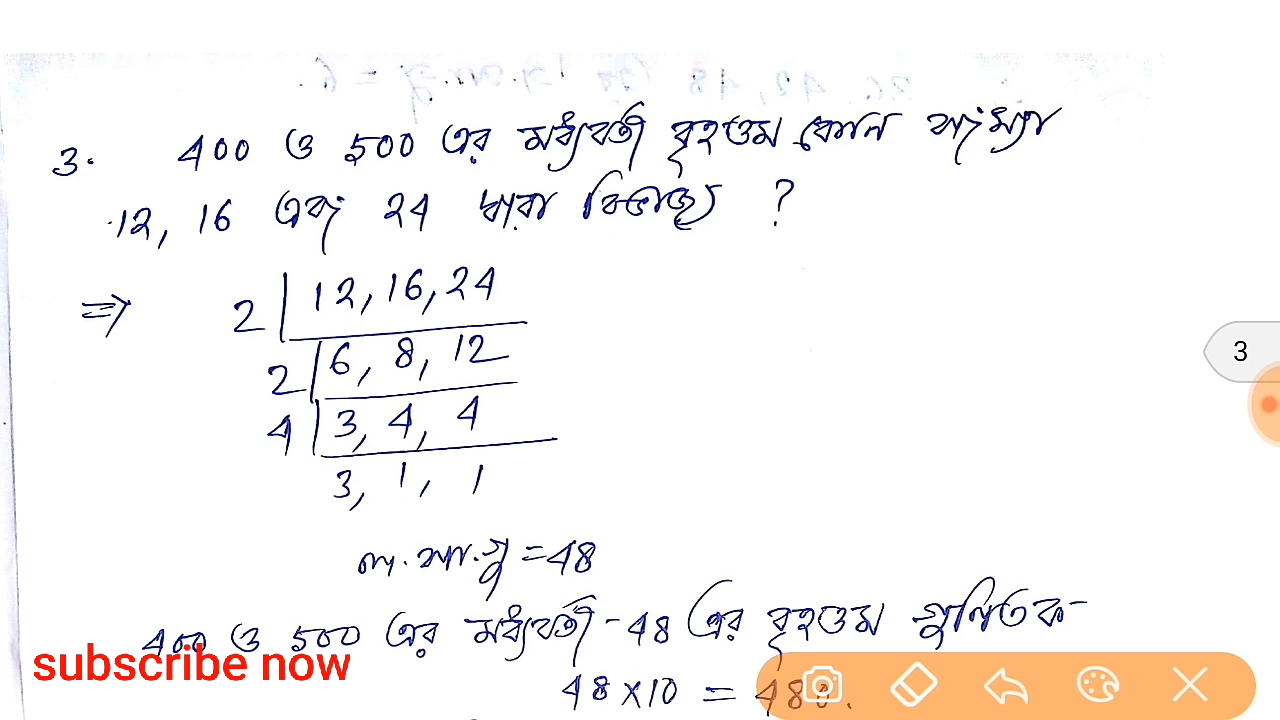 3. 400 ও 500 এর মধ্যবর্তী বৃহত্তম কোন সংখ্যা
12, 16 এবং 24 দ্বারা বিভাজ্য ?
⇒ 2 | 12, 16, 24
2 | 6, 8, 12
4 | 3, 4, 4
3, 1, 1
ল.সা.গু = 48
400 ও 500 এর মধ্যবর্তী - 48 এর বৃহত্তম গুণিতক -
48 × 10 = 480.
subscribe now
3